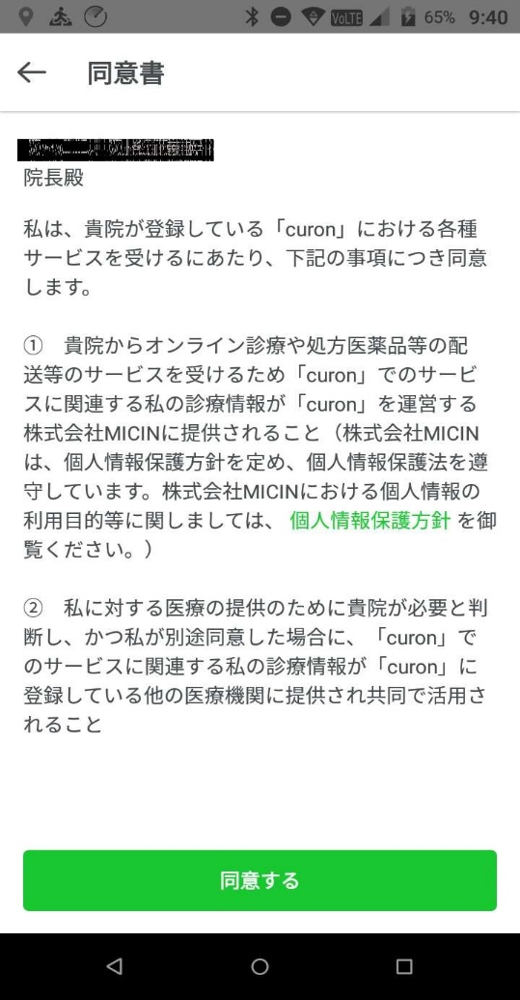 VoLTE 65% 9:40
同意書
院長殿
私は、貴院が登録している「curon」における各種
サービスを受けるにあたり、下記の事項につき同意
します。
① 貴院からオンライン診療や処方医薬品等の配
送等のサービスを受けるため「curon」でのサービ
スに関連する私の診療情報が「curon」を運営する
株式会社MICINに提供されること（株式会社MICIN
は、個人情報保護方針を定め、個人情報保護法を遵
守しています。株式会社MICINにおける個人情報の
利用目的等に関しましては、 個人情報保護方針 を御
覧ください。）
② 私に対する医療の提供のために貴院が必要と判
断し、かつ私が別途同意した場合に、「curon」で
のサービスに関連する私の診療情報が「curon」に
登録している他の医療機関に提供され共同で活用さ
れること
同意する